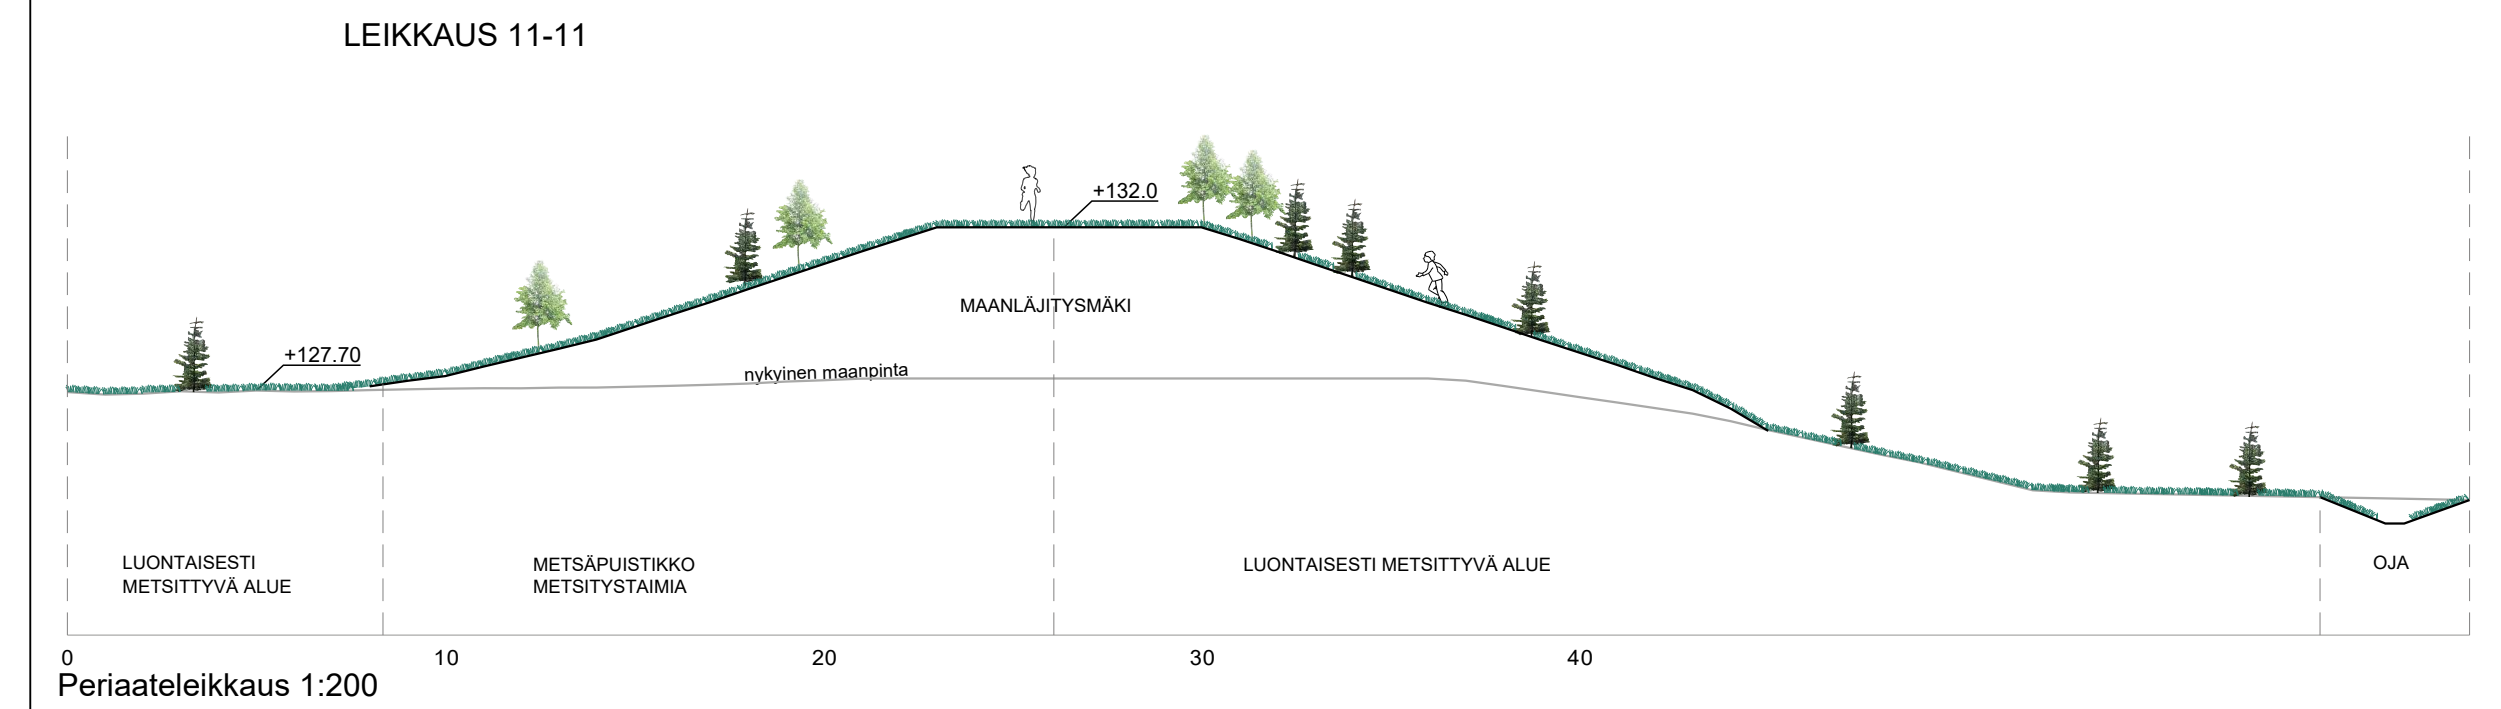 LEIKKAUS 11-11
+132.0
MAANLÄJITYSMÄKI
+127.70
nykyinen maanpinta
LUONTAISESTI
METSITTYVÄ ALUE
METSÄPUISTIKKO
METSITYSTAIMIA
LUONTAISESTI METSITTYVÄ ALUE
OJA
0 10 20 30 40
Periaateleikkaus 1:200